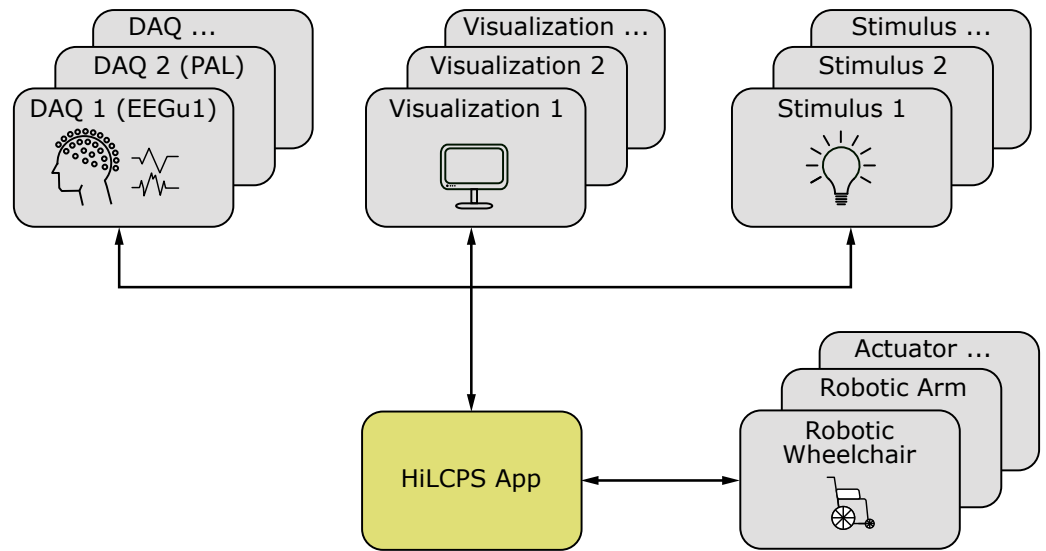 DAQ ...
DAQ 2 (PAL)
DAQ 1 (EEGu1)
Visualization ...
Visualization 2
Visualization 1
Stimulus ...
Stimulus 2
Stimulus 1
HiLCPS App
Actuator ...
Robotic Arm
Robotic
Wheelchair